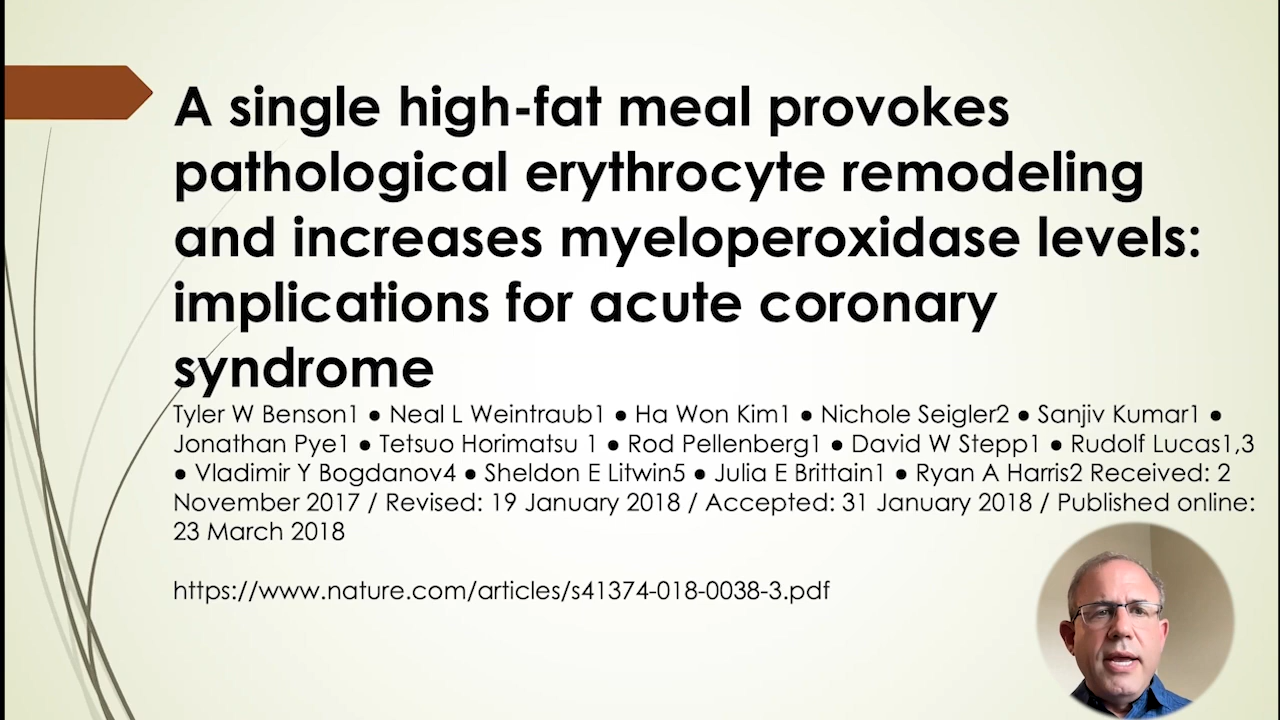 A single high-fat meal provokes
pathological erythrocyte remodeling
and increases myeloperoxidase levels:
implications for acute coronary
syndrome
Tyler W Benson1 ● Neal L Weintraub1 ● Ha Won Kim1 ● Nichole Seigler2 ● Sanjiv Kumar1 ●
Jonathan Pye1 ● Tetsuo Horimatsu 1 ● Rod Pellenberg1 ● David W Stepp1 ● Rudolf Lucas1,3
● Vladimir Y Bogdanov4 ● Sheldon E Litwin5 ● Julia E Brittain1 ● Ryan A Harris2 Received: 2
November 2017 / Revised: 19 January 2018 / Accepted: 31 January 2018 / Published online:
23 March 2018
https://www.nature.com/articles/s41374-018-0038-3.pdf